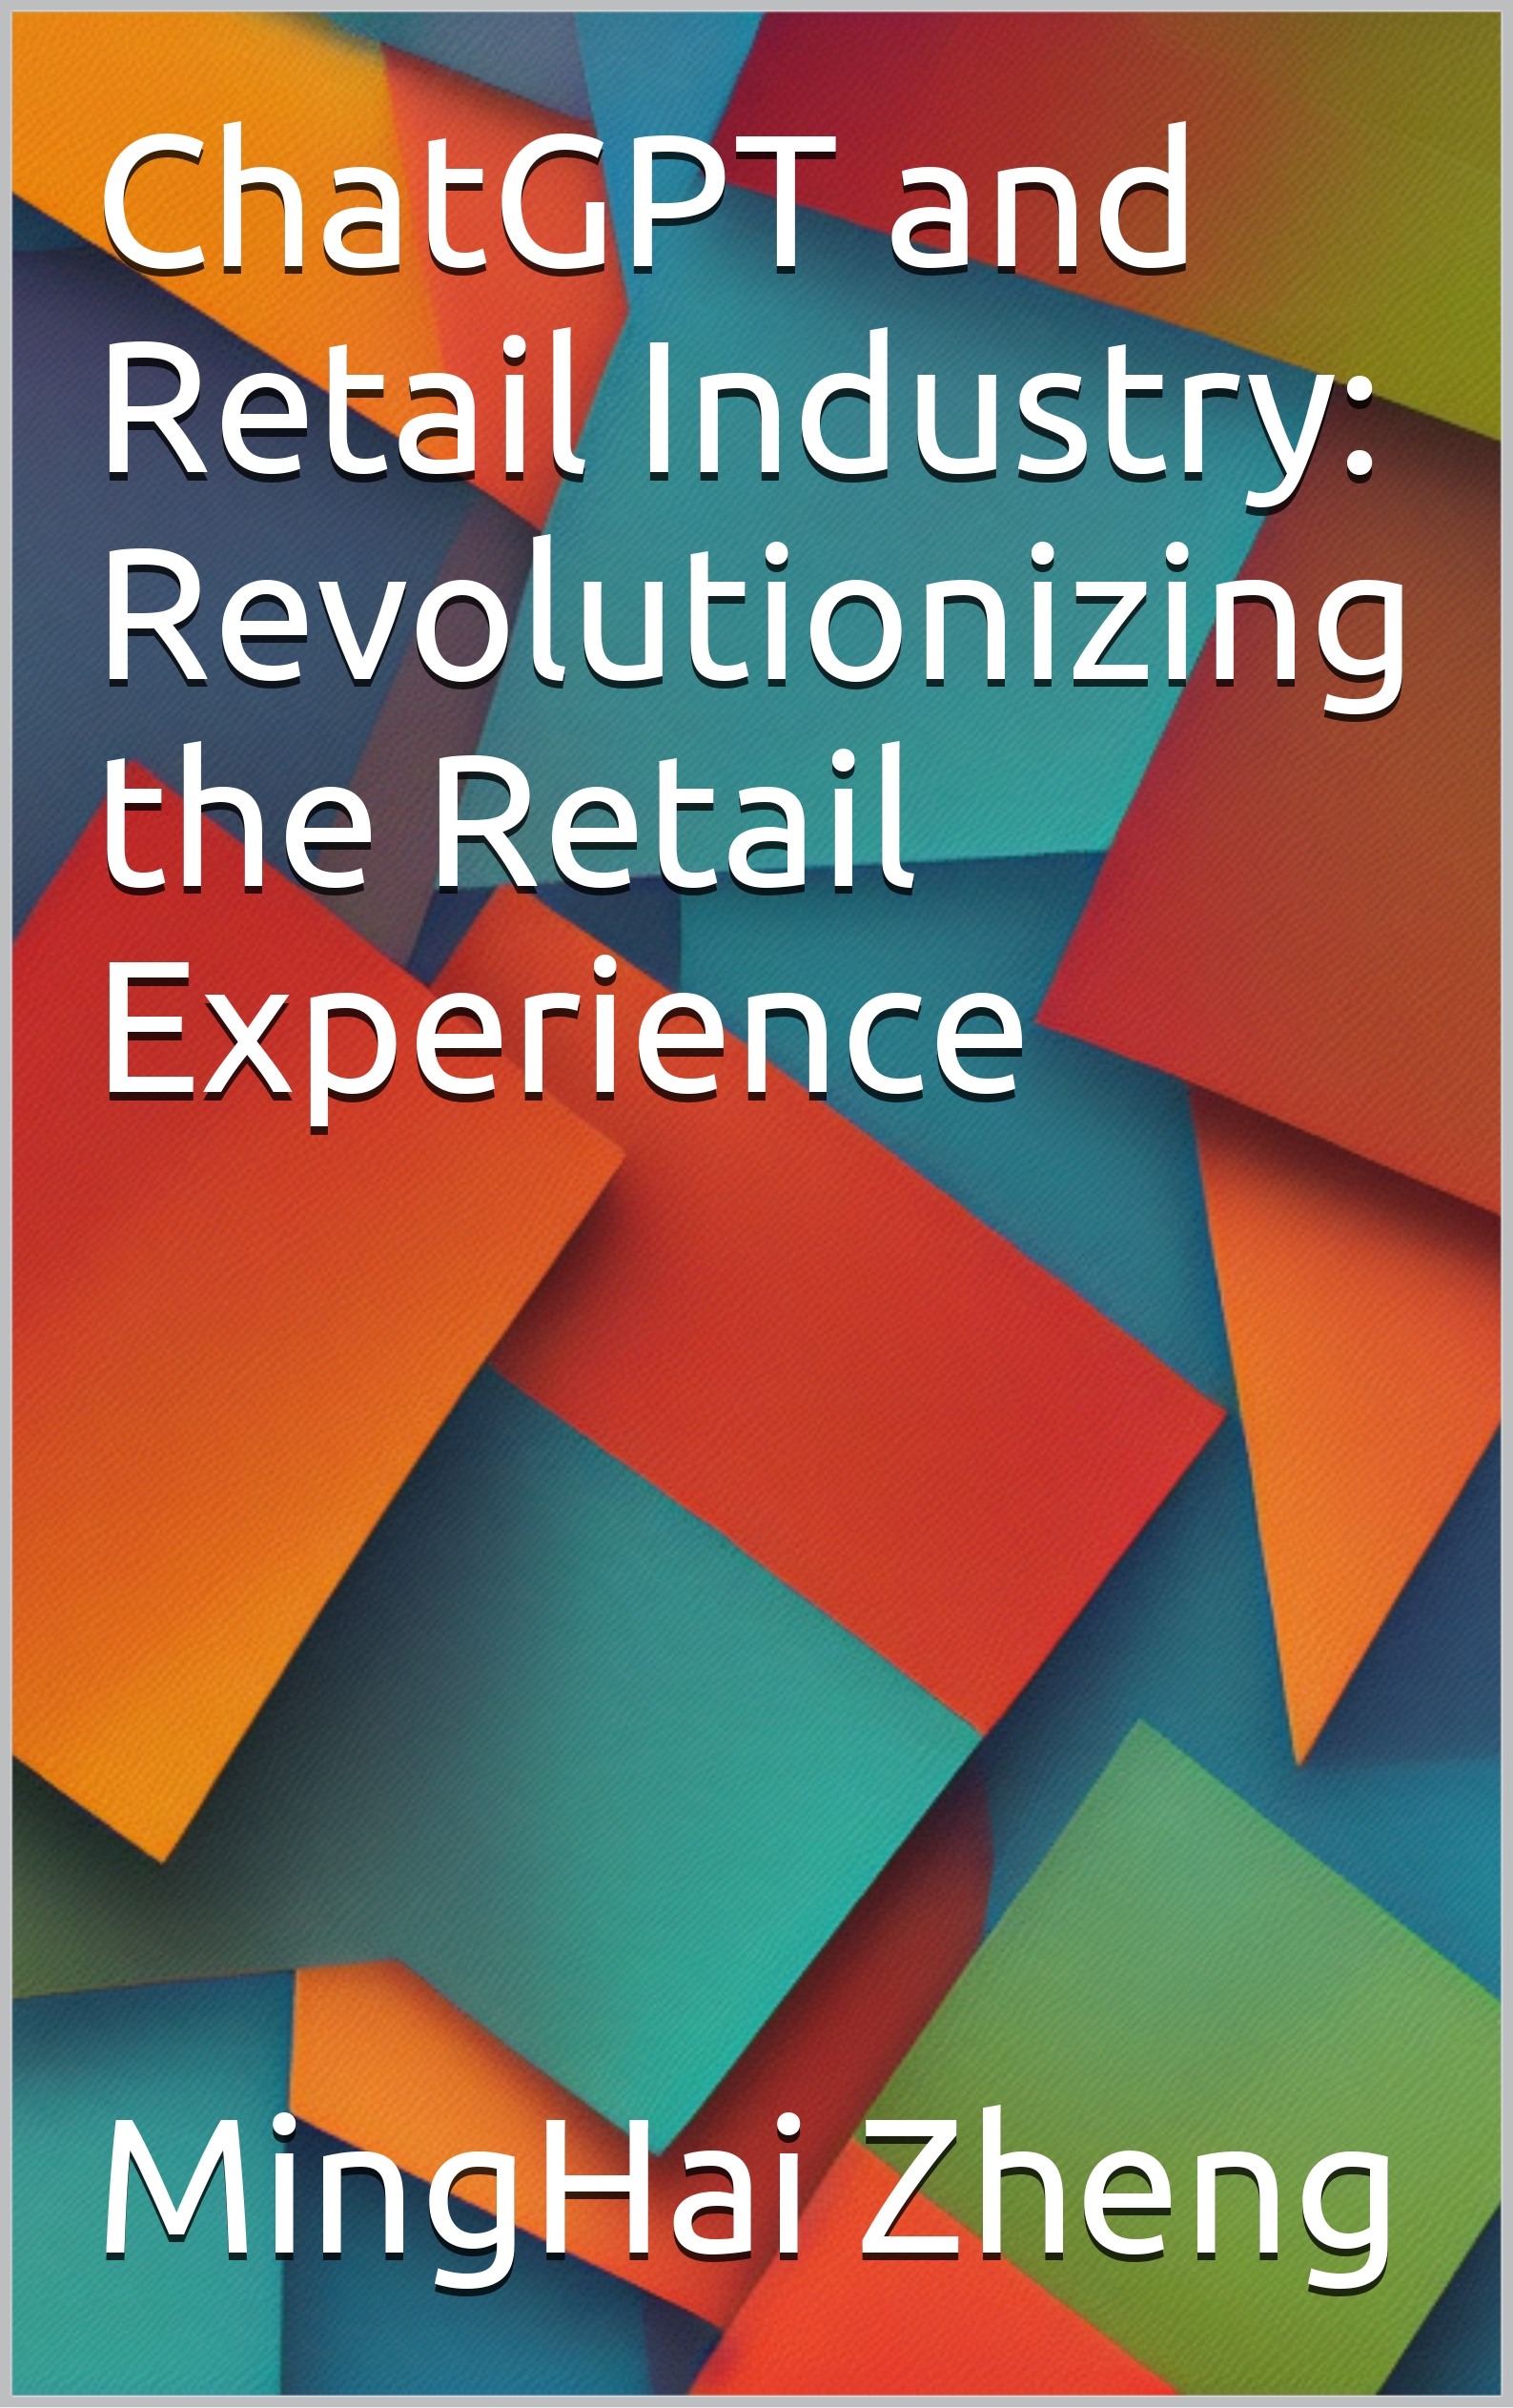 ChatGPT and
Retail Industry:
Revolutionizing
the Retail
Experience
MingHai Zheng